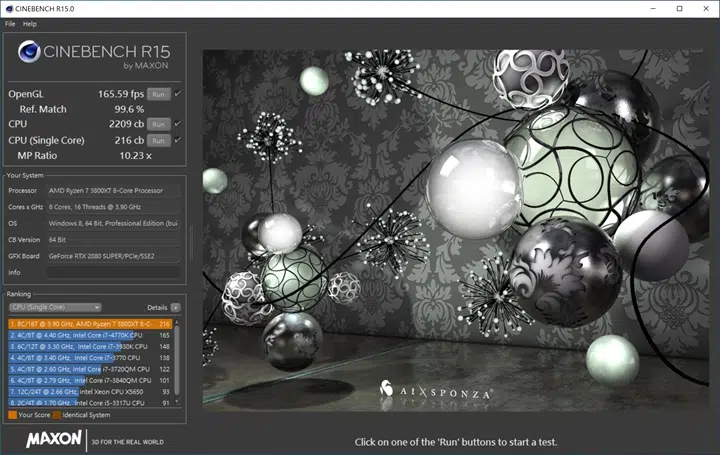 CINEBENCH R15.0
File Help
CINEBENCH R15
by MAXON
OpenGL 165.59 fps Run
Ref. Match 99.6 %
CPU 2209 cb Run
CPU (Single Core) 216 cb Run
MP Ratio 10.23 x
Your System
Processor AMD Ryzen 7 3800XT 8-Core Processor
Cores x GHz 8 Cores, 16 Threads @ 3.90 GHz
OS Windows 8, 64 Bit, Professional Edition (bui
CB Version 64 Bit
GFX Board GeForce RTX 2080 SUPER/PCIe/SSE2
Info
Ranking
CPU (Single Core) Details
1. 8C/16T @ 3.90 GHz, AMD Ryzen 7 3800XT 8-C 216
2. 4C/8T @ 4.40 GHz, Intel Core i7-4770K CPU 165
3. 6C/12T @ 3.30 GHz, Intel Core i7-3930K CPU 148
4. 4C/8T @ 3.40 GHz, Intel Core i7-3770 CPU 138
5. 4C/8T @ 2.60 GHz, Intel Core i7-3720QM CPU 122
6. 4C/8T @ 2.79 GHz, Intel Core i7-3840QM CPU 101
7. 12C/24T @ 2.66 GHz, Intel Xeon CPU X5650 93
8. 2C/4T @ 1.70 GHz, Intel Core i5-3317U CPU 91
Your Score Identical System
MAXON 3D FOR THE REAL WORLD
AIXSPONZA
Click on one of the 'Run' buttons to start a test.